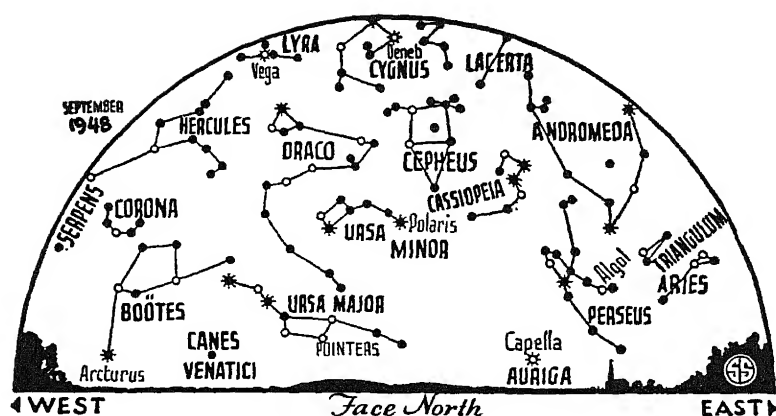 SEPTEMBER
1948
LYRA
Vega
Deneb
CYGNUS
LACERTA
HERCULES
DRACO
CEPHEUS
ANDROMEDA
CASSIOPEIA
SERPENS
CORONA
Polaris
URSA
MINOR
Algol
TRIANGULUM
ARIES
BOÖTES
URSA MAJOR
PERSEUS
CANES
VENATICI
POINTERS
Capella
AURIGA
Arcturus
WEST
Face North
EAST